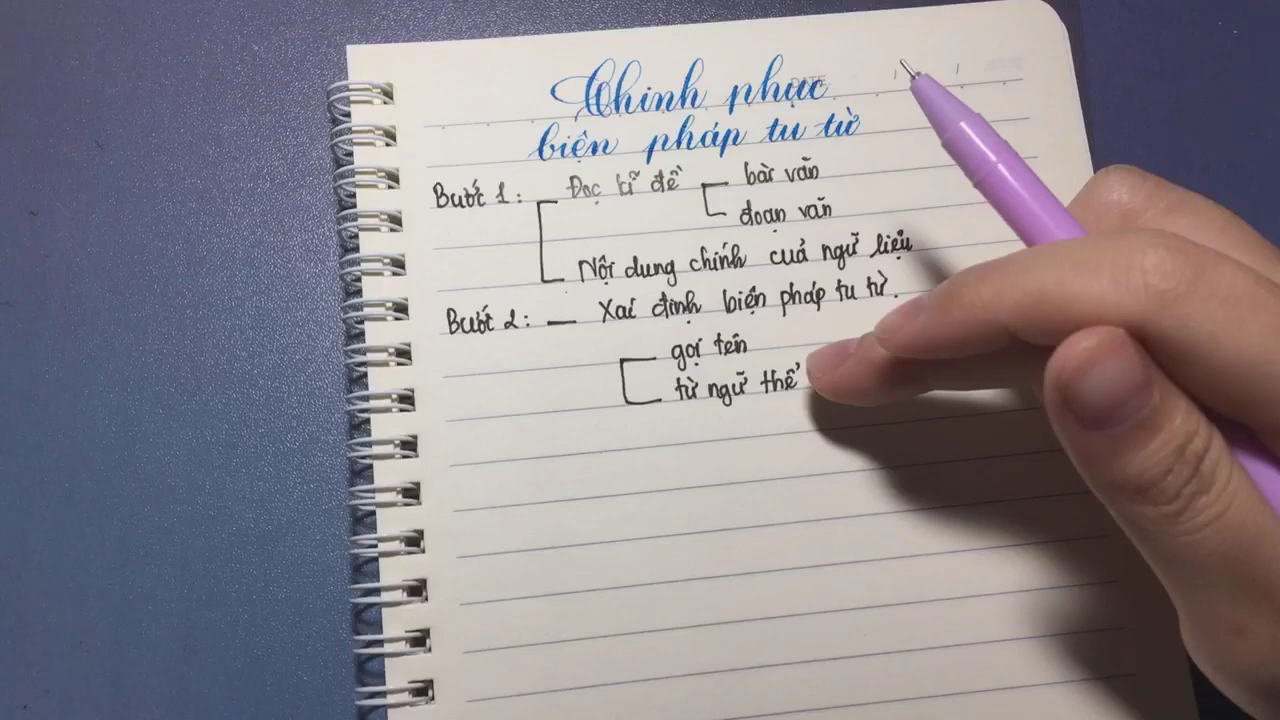 Chinh phục
biện pháp tu từ
Bước 1: Đọc kĩ đề bài văn
đoạn văn
Nội dung chính của ngữ liệu
Bước 2: — Xác định biện pháp tu từ.
gọi tên
từ ngữ thể